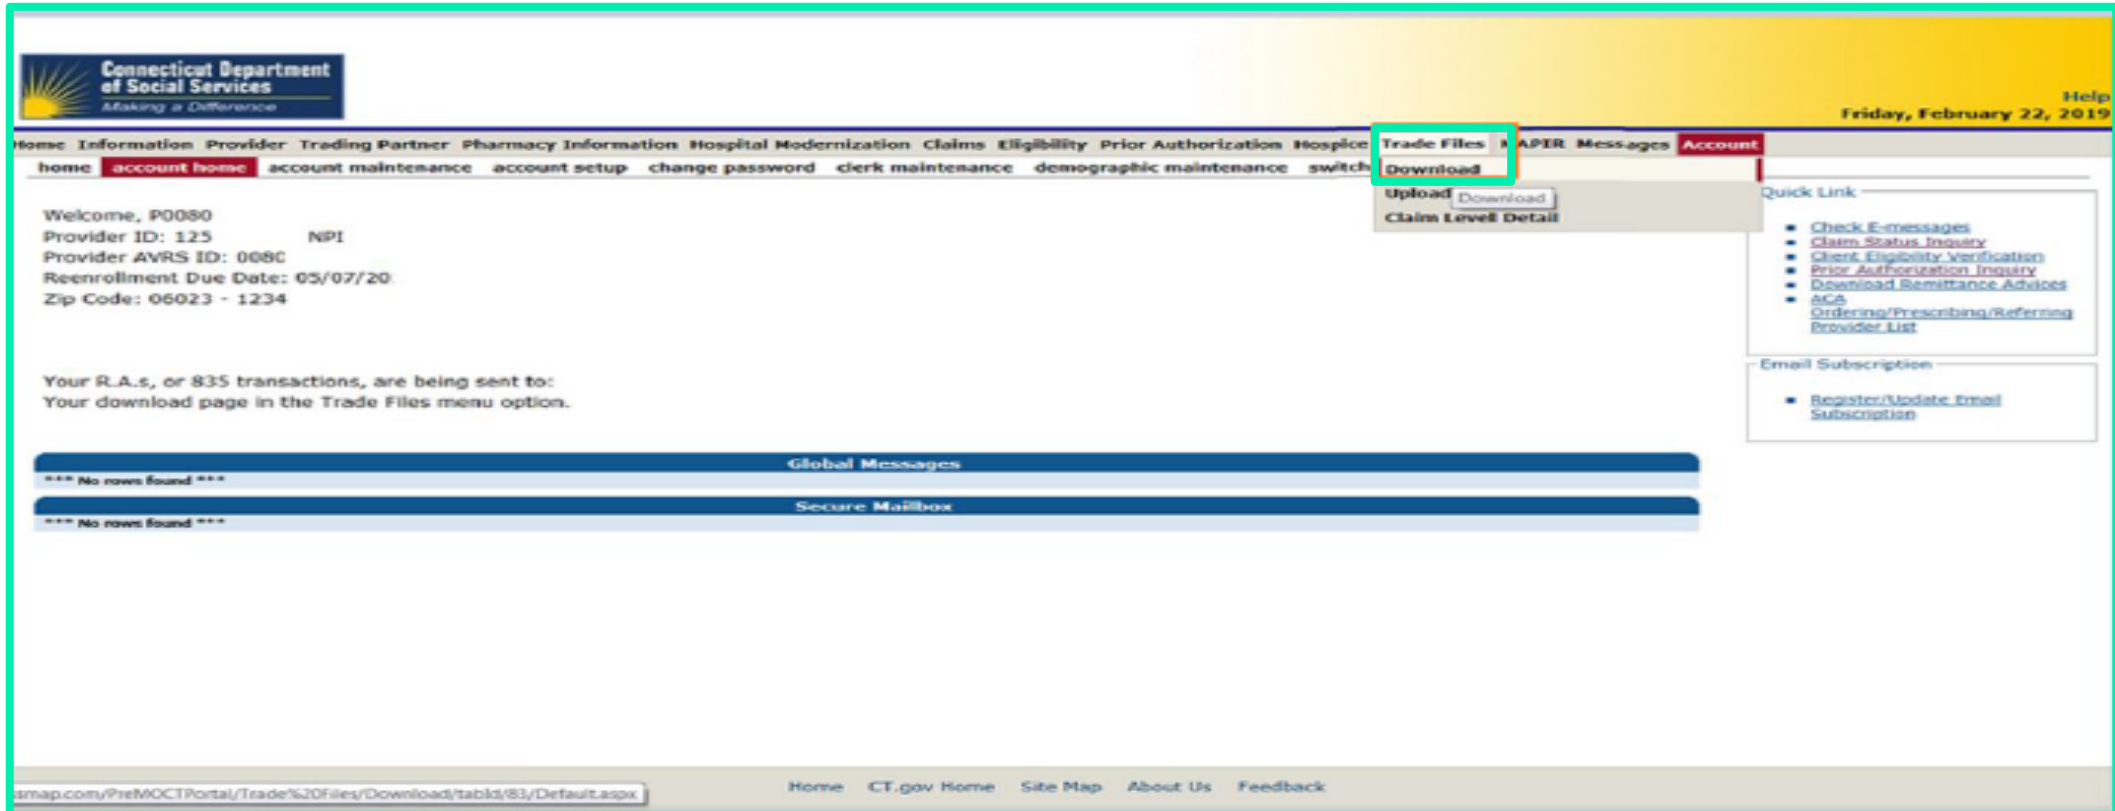 Connecticut Department
of Social Services
Making a Difference
Help
Friday, February 22, 2019
Home Information Provider Trading Partner Pharmacy Information Hospital Modernization Claims Eligibility Prior Authorization Hospice Trade Files MAPIR Messages Account
home account home account maintenance account setup change password clerk maintenance demographic maintenance switch Download
Upload Download
Claim Level Detail
Quick Link
Check E-messages
Claim Status Inquiry
Client Eligibility Verification
Prior Authorization Inquiry
Download Remittance Advices
ACA
Ordering/Prescribing/Referring
Provider List
Welcome, P0080
Provider ID: 125 NPI
Provider AVRS ID: 0080
Reenrollment Due Date: 05/07/20
Zip Code: 06023 - 1234
Your R.A.s, or 835 transactions, are being sent to:
Your download page in the Trade Files menu option.
Email Subscription
Register/Update Email
Subscription
Global Messages
*** No rows found ***
Secure Mailbox
*** No rows found ***
Home CT.gov Home Site Map About Us Feedback
smap.com/PreMOCTPortal/Trade%20Files/Download/tabId/83/Default.aspx